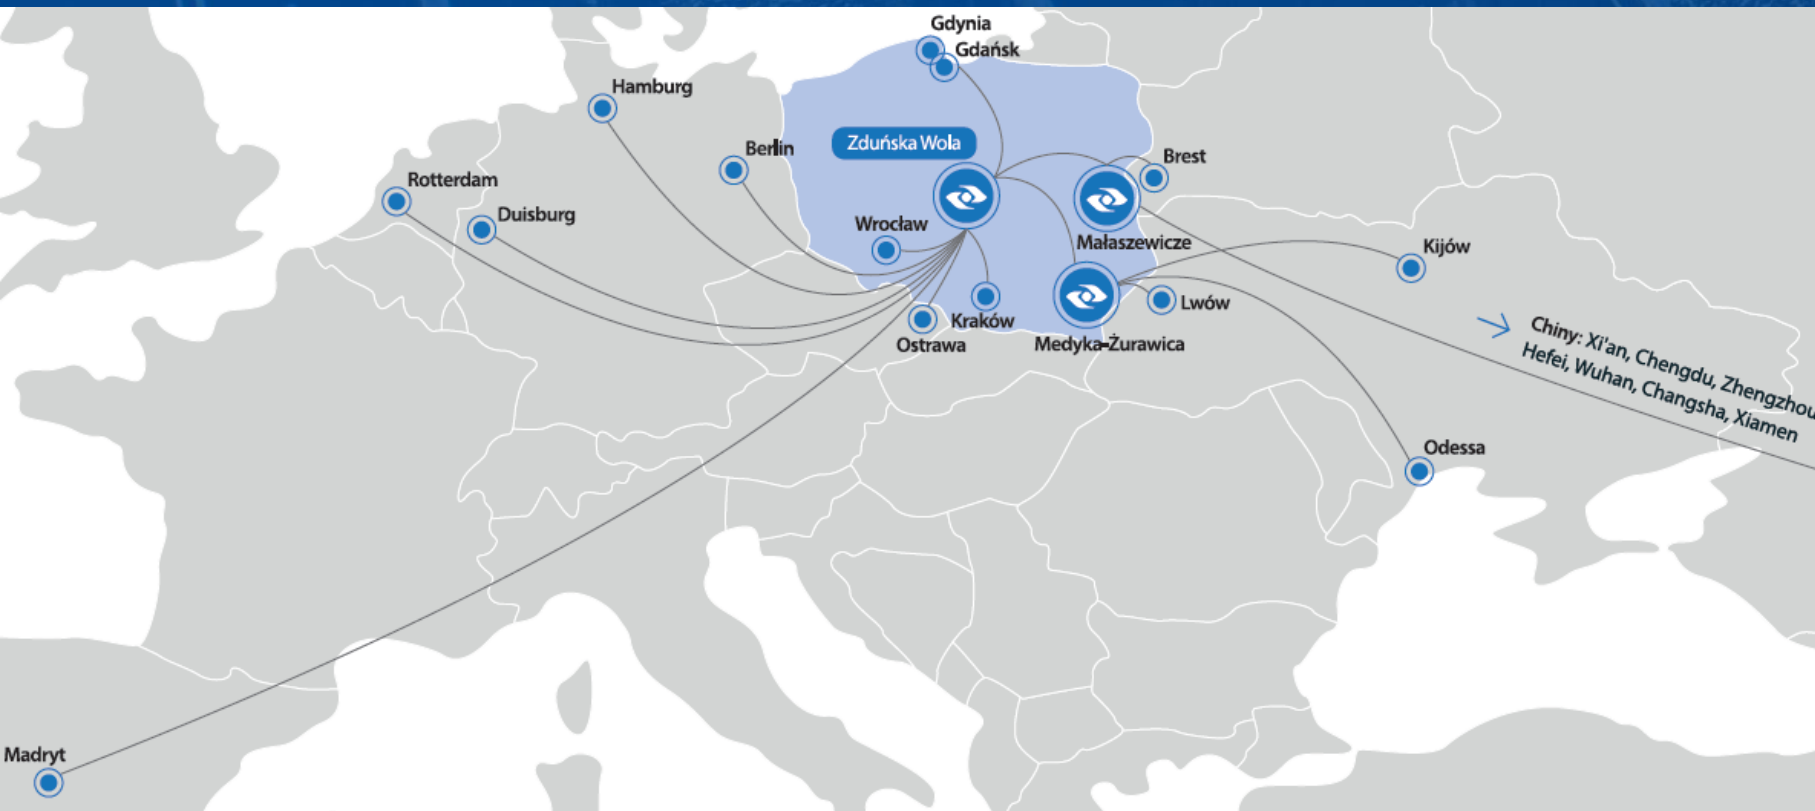 Gdynia
Gdańsk
Hamburg
Zduńska Wola
Berlin
Brest
Rotterdam
Duisburg
Wrocław
Małaszewicze
Kijów
Lwów
Kraków
Ostrawa
Medyka-Żurawica
Chiny: Xi'an, Chengdu, Zhengzhou
Hefei, Wuhan, Changsha, Xiamen
Odessa
Madryt